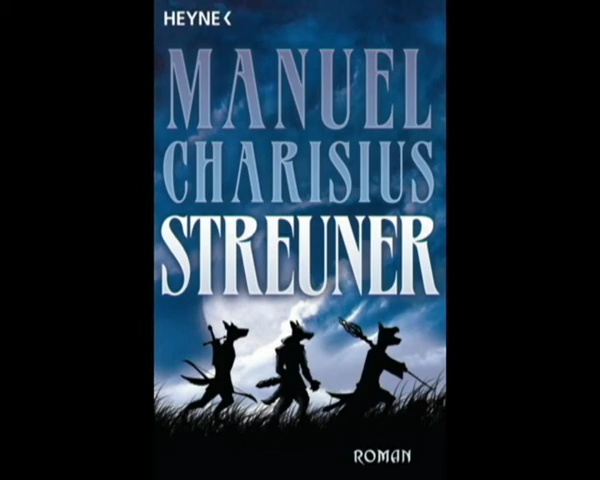 HEYNE<
MANUEL
CHARISIUS
STREUNER
ROMAN